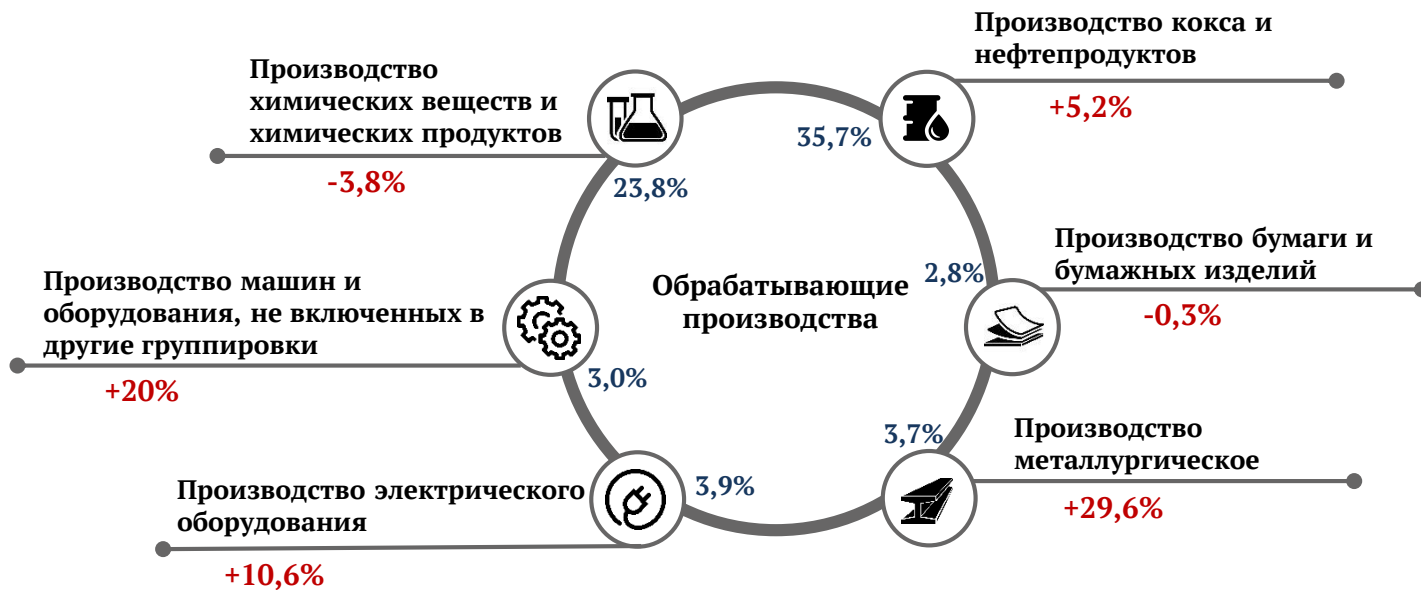 Производство кокса и
нефтепродуктов
+5,2%
35,7%
Производство
химических веществ и
химических продуктов
-3,8%
23,8%
Производство бумаги и
бумажных изделий
-0,3%
2,8%
Обрабатывающие
производства
Производство машин и
оборудования, не включенных в
другие группировки
+20%
3,0%
Производство
металлургическое
+29,6%
3,7%
Производство электрического
оборудования
+10,6%
3,9%